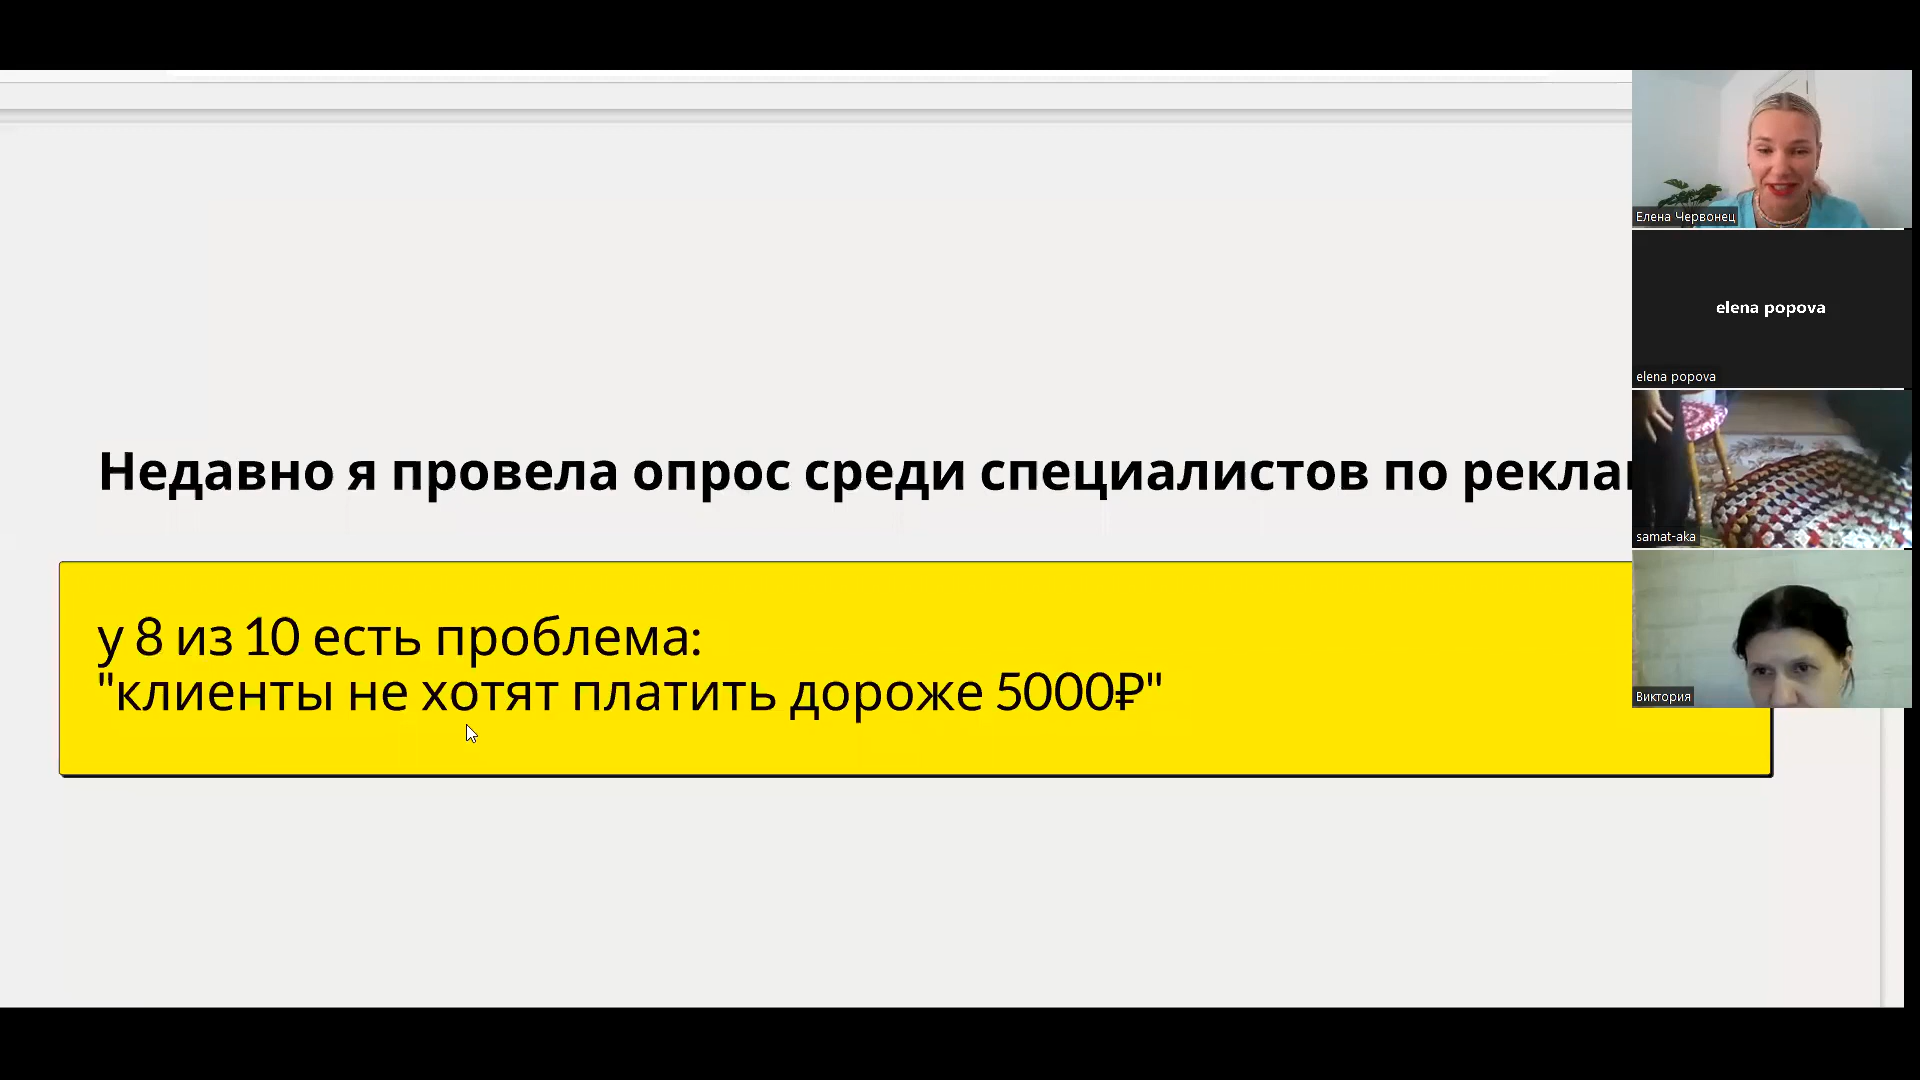 Недавно я провела опрос среди специалистов по
у 8 из 10 есть проблема:
"клиенты не хотят платить дороже 5000₽"
Елена Червонец
elena popova
elena popova
samat-aka
Виктория